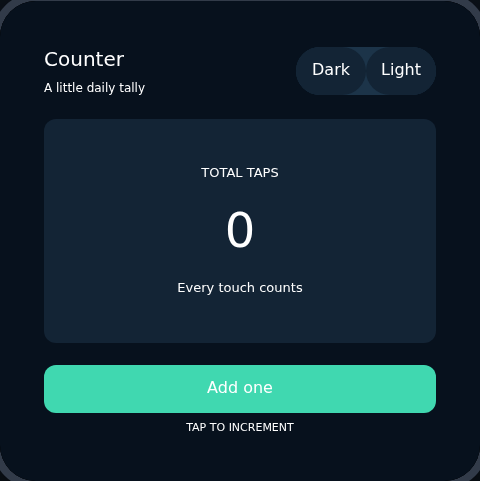 Counter
A little daily tally
Dark
Light
TOTAL TAPS
0
Every touch counts
Add one
TAP TO INCREMENT